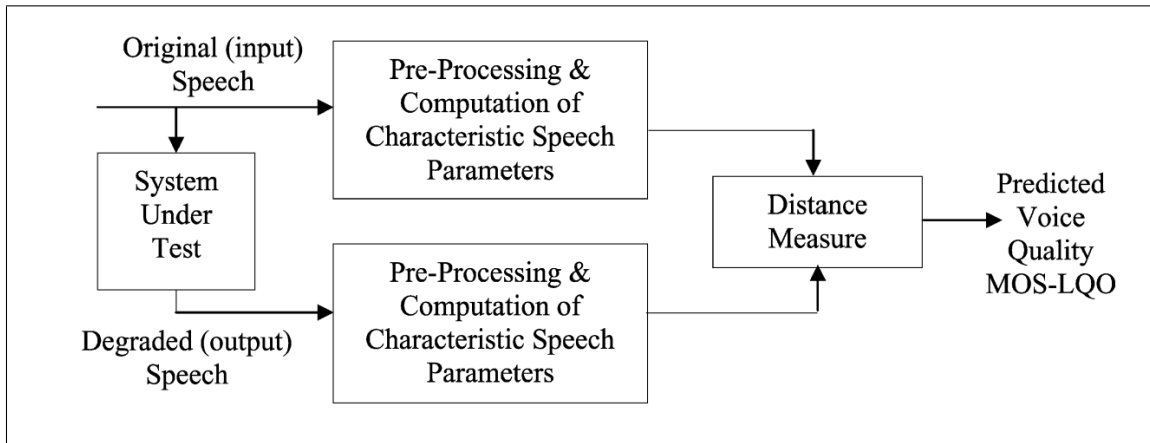 Original (input)
Speech
Pre-Processing &
Computation of
Characteristic Speech
Parameters
System
Under
Test
Distance
Measure
Predicted
Voice
Quality
MOS-LQO
Pre-Processing &
Computation of
Characteristic Speech
Parameters
Degraded (output)
Speech